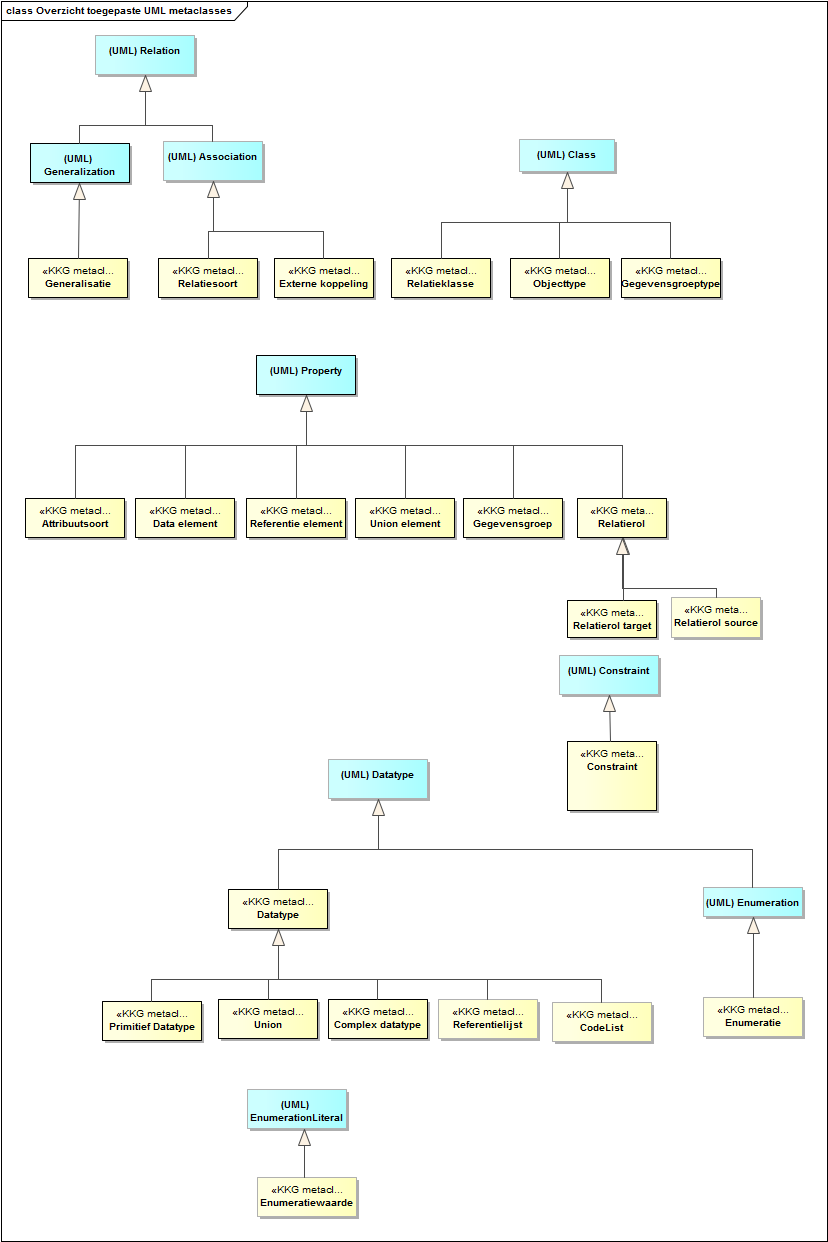 class Overzicht toegepaste UML metaclasses
(UML) Relation
(UML)
Generalization
(UML) Association
(UML) Class
«KKG metacl...
Generalisatie
«KKG metacl...
Relatiesoort
«KKG metacl...
Externe koppeling
«KKG metacl...
Relatieklasse
«KKG metacl...
Objecttype
«KKG metacl...
Gegevensgroeptype
(UML) Property
«KKG metacl...
Attribuutsoort
«KKG metacl...
Data element
«KKG metacl...
Referentie element
«KKG metacl...
Union element
«KKG metacl...
Gegevensgroep
«KKG meta...
Relatierol
«KKG meta...
Relatierol target
«KKG meta...
Relatierol source
(UML) Constraint
«KKG meta...
Constraint
(UML) Datatype
«KKG metacl...
Datatype
(UML) Enumeration
«KKG metacl...
Primitief Datatype
«KKG metacl...
Union
«KKG metacl...
Complex datatype
«KKG metacl...
Referentielijst
«KKG metacl...
CodeList
«KKG metacl...
Enumeratie
(UML)
EnumerationLiteral
«KKG metacl...
Enumeratiewaarde